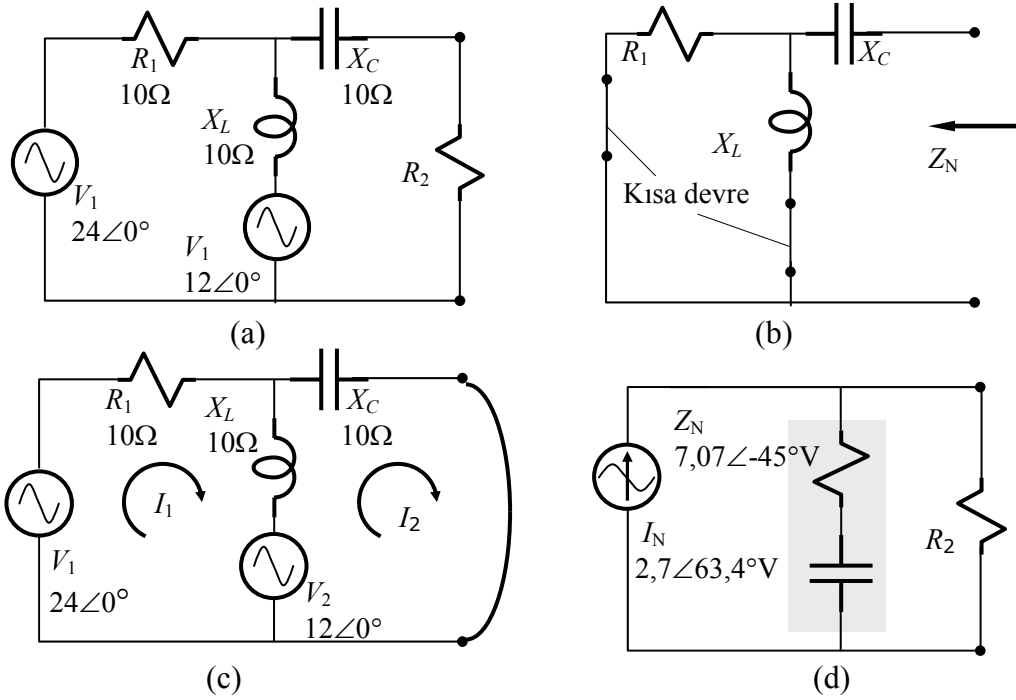 R1
10Ω
XC
10Ω
XL
10Ω
R2
V1
24∠0°
V1
12∠0°
(a)
R1
XC
XL
ZN
Kısa devre
(b)
R1
10Ω
XL
10Ω
XC
10Ω
I1
I2
V1
24∠0°
V2
12∠0°
(c)
ZN
7,07∠-45°V
IN
2,7∠63,4°V
R2
(d)